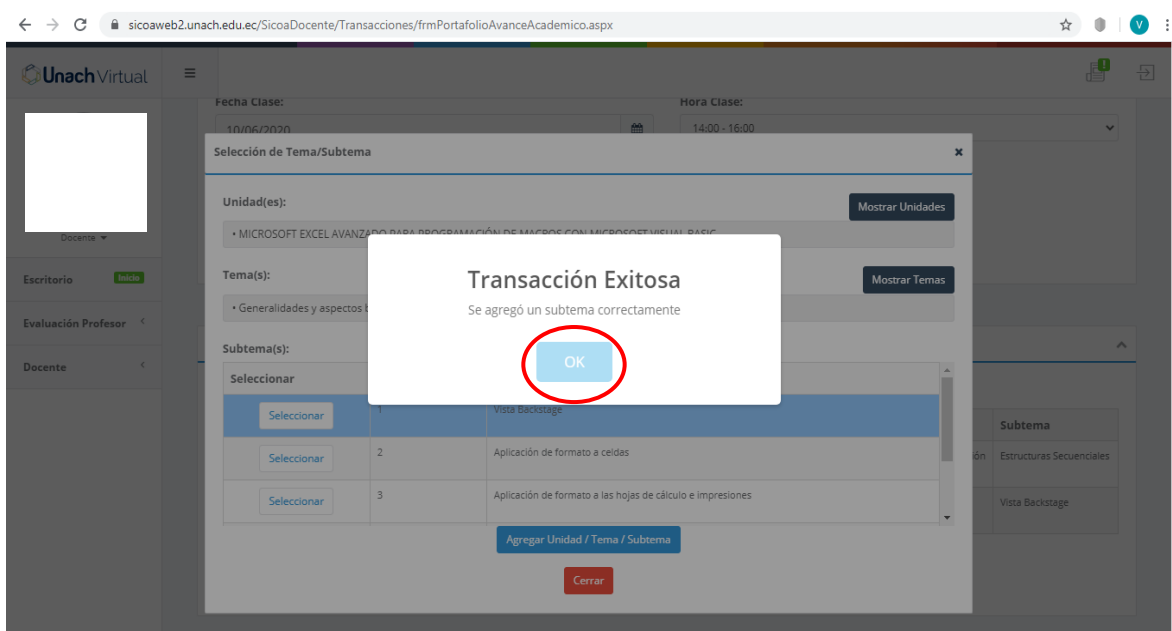 sicoaweb2.unach.edu.ec/SicoaDocente/Transacciones/frmPortafolioAvanceAcademico.aspx
V
Unach Virtual
Fecha Clase:
Hora Clase:
10/06/2020
14:00 - 16:00
Selección de Tema/Subtema
Unidad(es):
Mostrar Unidades
• MICROSOFT EXCEL AVANZADO PARA PROGRAMACIÓN DE MACROS CON MICROSOFT VISUAL BASIC
Docente
Transacción Exitosa
Escritorio
Inicio
Tema(s):
Mostrar Temas
• Generalidades y aspectos
Se agregó un subtema correctamente
Evaluación Profesor
Subtema(s):
OK
Docente
Seleccionar
Seleccionar 1 Vista Backstage
Subtema
Seleccionar 2 Aplicación de formato a celdas
ón Estructuras Secuenciales
Seleccionar 3 Aplicación de formato a las hojas de cálculo e impresiones
Vista Backstage
Agregar Unidad / Tema / Subtema
Cerrar